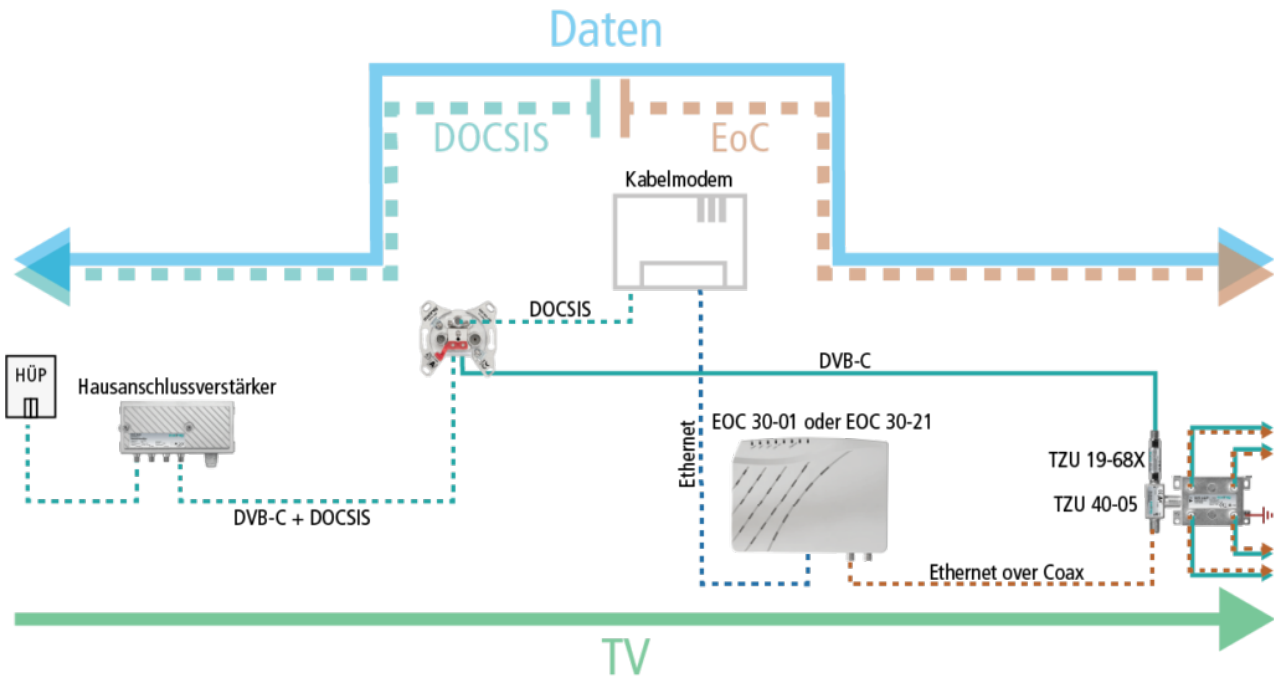 Daten
DOCSIS
EoC
Kabelmodem
DOCSIS
HÜP
Hausanschlussverstärker
DVB-C
EOC 30-01 oder EOC 30-21
Ethernet
TZU 19-68X
TZU 40-05
DVB-C + DOCSIS
Ethernet over Coax
TV